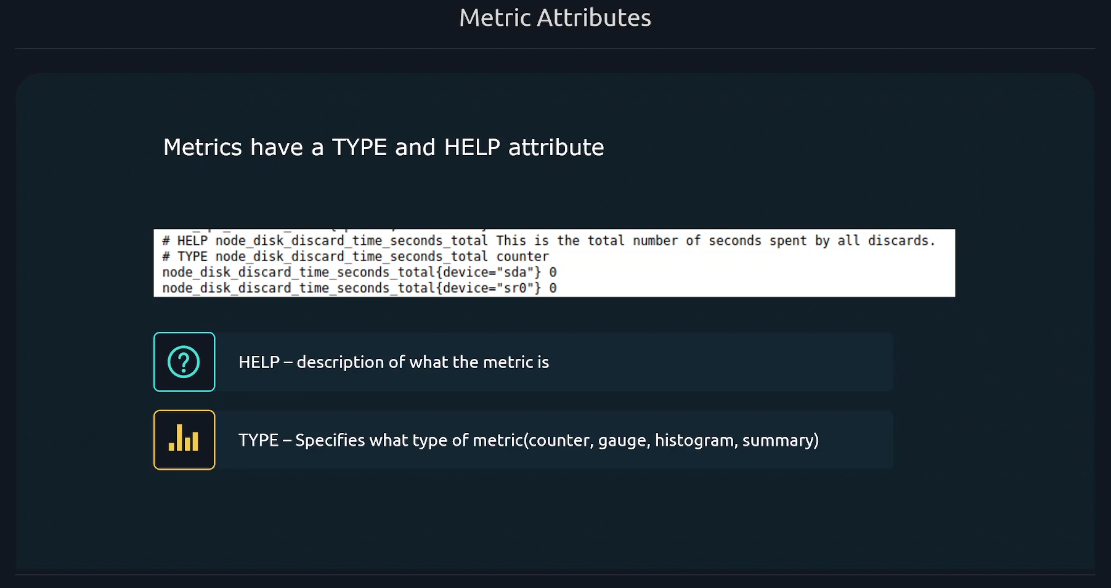 Metric Attributes
Metrics have a TYPE and HELP attribute
# HELP node_disk_discard_time_seconds_total This is the total number of seconds spent by all discards.
# TYPE node_disk_discard_time_seconds_total counter
node_disk_discard_time_seconds_total{device="sda"} 0
node_disk_discard_time_seconds_total{device="sr0"} 0
HELP – description of what the metric is
TYPE – Specifies what type of metric(counter, gauge, histogram, summary)